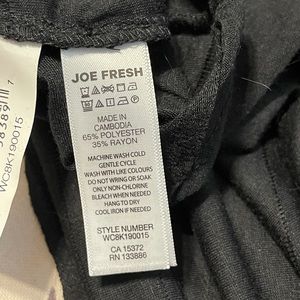 JOE FRESH
MADE IN
CAMBODIA
65% POLYESTER
35% RAYON
MACHINE WASH COLD
GENTLE CYCLE
WASH WITH LIKE COLOURS
DO NOT WRING OR SOAK
ONLY NON-CHLORINE
BLEACH WHEN NEEDED
HANG TO DRY
COOL IRON IF NEEDED
STYLE NUMBER
WC8K190015
CA 15372
RN 133886
WC8K190015